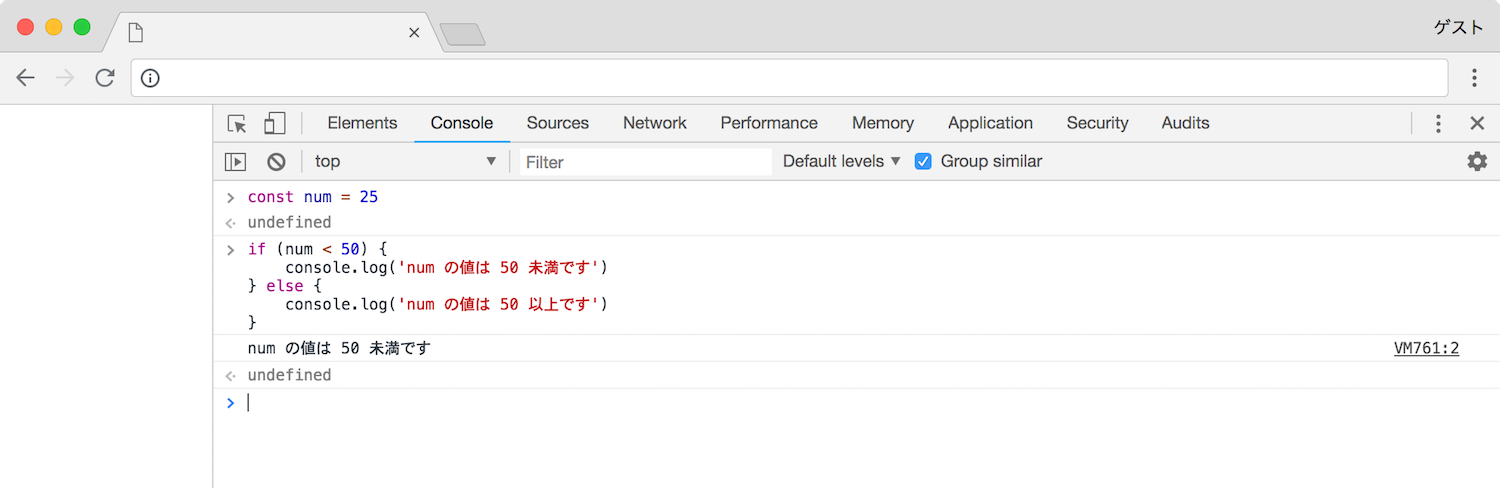 ゲスト
Elements Console Sources Network Performance Memory Application Security Audits
top Filter Default levels Group similar
const num = 25
undefined
if (num < 50) {
    console.log('num の値は 50 未満です')
} else {
    console.log('num の値は 50 以上です')
}
num の値は 50 未満です VM761:2
undefined